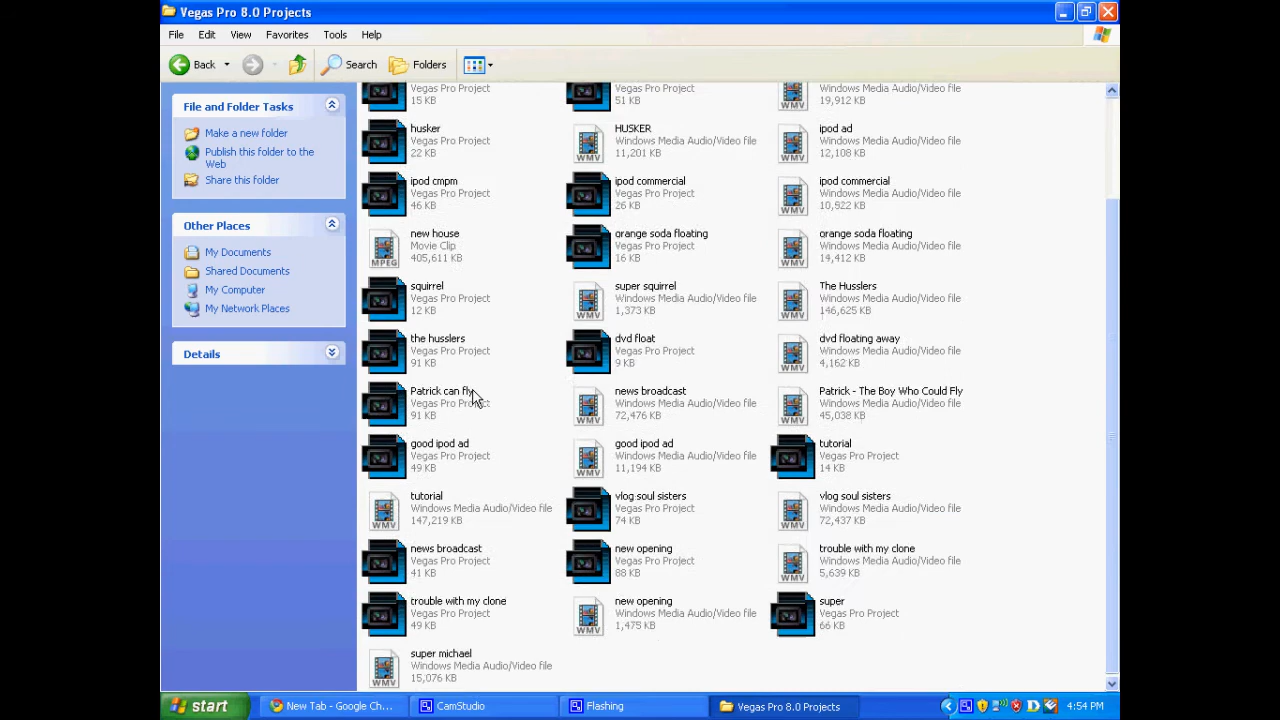 Vegas Pro 8.0 Projects
File Edit View Favorites Tools Help
Back Search Folders
File and Folder Tasks
Make a new folder
Publish this folder to the
Web
Share this folder
Other Places
My Documents
Shared Documents
My Computer
My Network Places
Details
Vegas Pro Project
15 KB
Vegas Pro Project
51 KB
Windows Media Audio/Video file
19,912 KB
husker
Vegas Pro Project
22 KB
WMV
HUSKER
Windows Media Audio/Video file
11,201 KB
WMV
ipod ad
Windows Media Audio/Video file
12,108 KB
ipod cmpm
Vegas Pro Project
46 KB
ipod commercial
Vegas Pro Project
26 KB
WMV
ipod commercial
Windows Media Audio/Video file
10,922 KB
MPEG
new house
Movie Clip
405,611 KB
orange soda floating
Vegas Pro Project
16 KB
WMV
orange soda floating
Windows Media Audio/Video file
14,412 KB
squirrel
Vegas Pro Project
12 KB
WMV
super squirrel
Windows Media Audio/Video file
1,373 KB
WMV
The Husslers
Windows Media Audio/Video file
146,625 KB
the husslers
Vegas Pro Project
91 KB
dvd float
Vegas Pro Project
9 KB
WMV
dvd floating away
Windows Media Audio/Video file
4,162 KB
Patrick can fly
Vegas Pro Project
91 KB
WMV
news broadcast
Windows Media Audio/Video file
72,476 KB
WMV
Patrick - The Boy Who Could Fly
Windows Media Audio/Video file
95,038 KB
good ipod ad
Vegas Pro Project
49 KB
WMV
good ipod ad
Windows Media Audio/Video file
11,194 KB
tutorial
Vegas Pro Project
14 KB
WMV
tutorial
Windows Media Audio/Video file
147,219 KB
vlog soul sisters
Vegas Pro Project
74 KB
WMV
vlog soul sisters
Windows Media Audio/Video file
72,437 KB
news broadcast
Vegas Pro Project
41 KB
new opening
Vegas Pro Project
88 KB
WMV
trouble with my clone
Windows Media Audio/Video file
5,639 KB
trouble with my clone
Vegas Pro Project
49 KB
WMV
new opening
Windows Media Audio/Video file
1,475 KB
super
Vegas Pro Project
66 KB
WMV
super michael
Windows Media Audio/Video file
15,076 KB
start New Tab - Google Ch... CamStudio Flashing Vegas Pro 8.0 Projects 4:54 PM